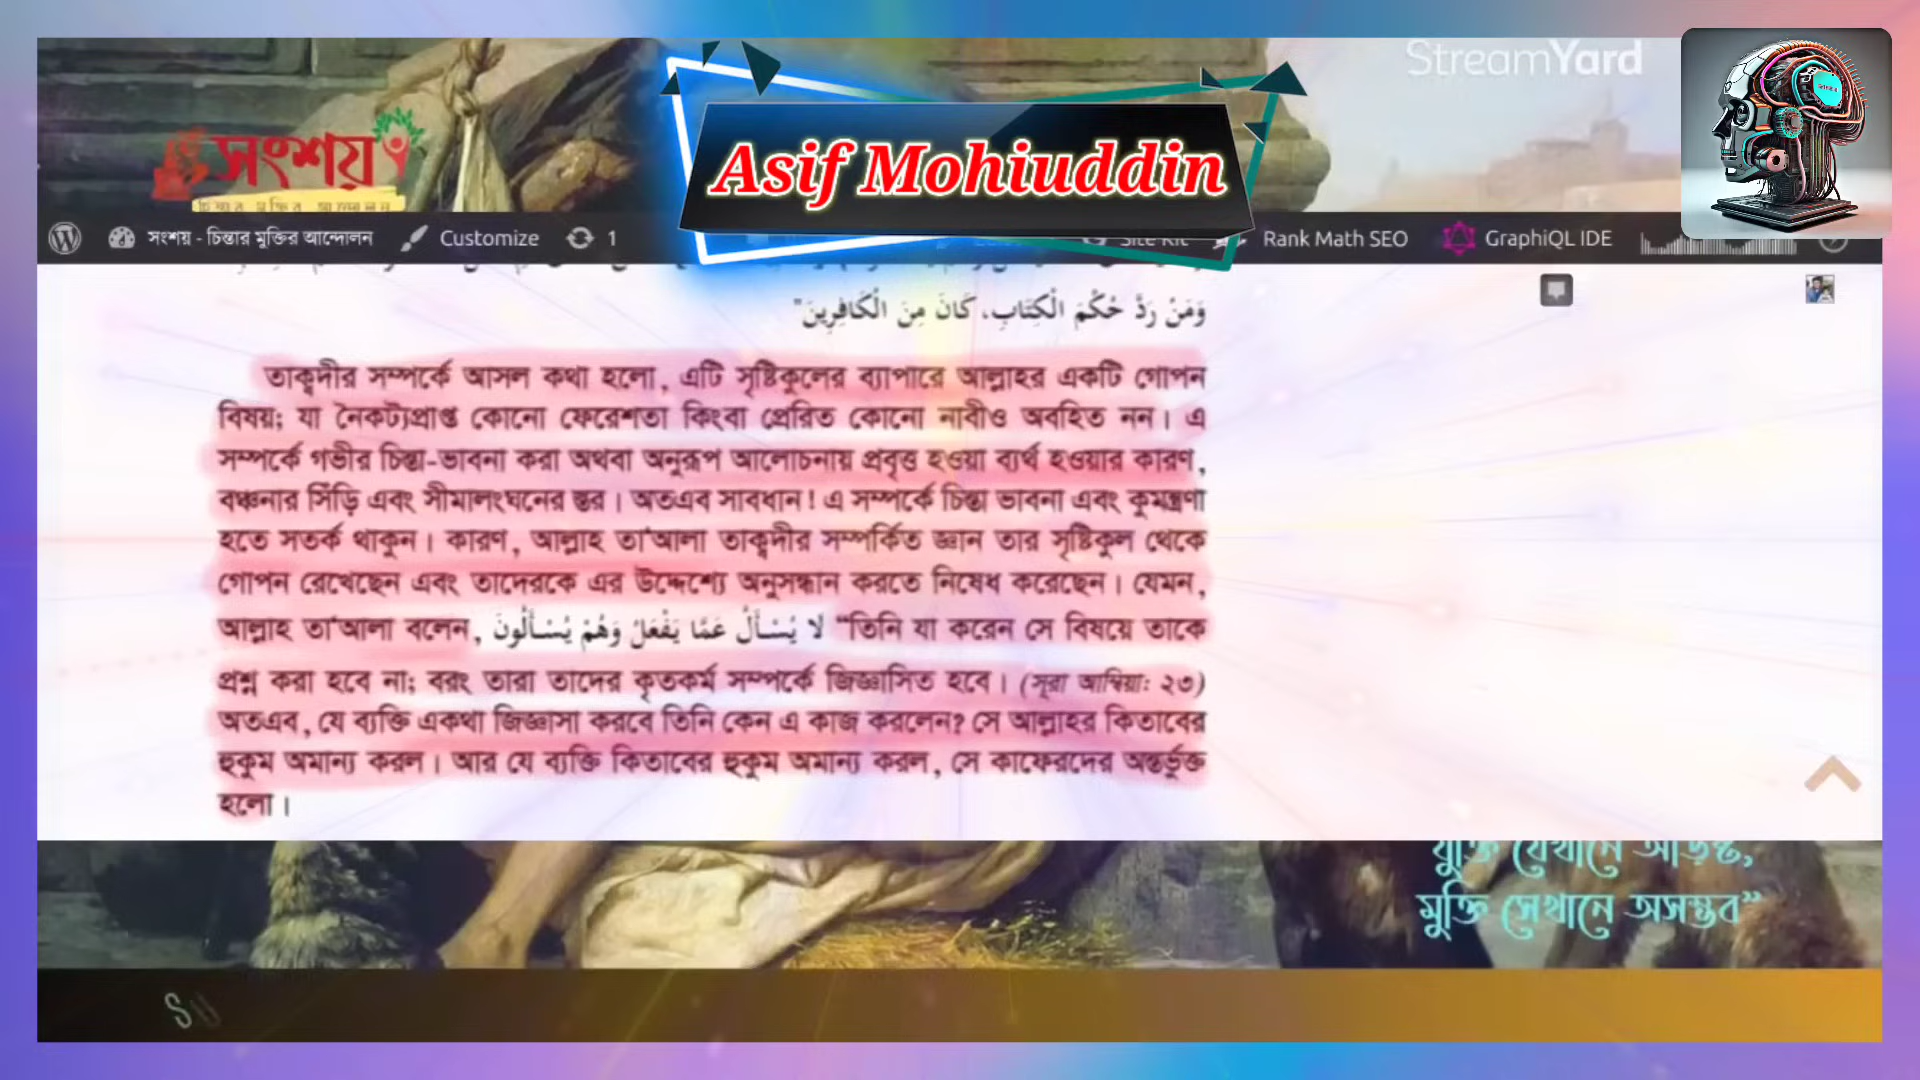 StreamYard
Asif Mohiuddin
সংশয়
চিন্তার মুক্তির আন্দোলন
সংশয় - চিন্তার মুক্তির আন্দোলন Customize 1 Site Kit Rank Math SEO GraphiQL IDE
وَمَنْ رَدَّ حُكْمَ الْكِتَابِ، كَانَ مِنَ الْكَافِرِينَ"
তাক্বদীর সম্পর্কে আসল কথা হলো, এটি সৃষ্টিকুলের ব্যাপারে আল্লাহর একটি গোপন
বিষয়; যা নৈকট্যপ্রাপ্ত কোনো ফেরেশতা কিংবা প্রেরিত কোনো নাবীও অবহিত নন। এ
সম্পর্কে গভীর চিন্তা-ভাবনা করা অথবা অনুরূপ আলোচনায় প্রবৃত্ত হওয়া ব্যর্থ হওয়ার কারণ,
বঞ্চনার সিঁড়ি এবং সীমালংঘনের স্তর। অতএব সাবধান! এ সম্পর্কে চিন্তা ভাবনা এবং কুমন্ত্রণা
হতে সতর্ক থাকুন। কারণ, আল্লাহ তা'আলা তাক্বদীর সম্পর্কিত জ্ঞান তার সৃষ্টিকুল থেকে
গোপন রেখেছেন এবং তাদেরকে এর উদ্দেশ্যে অনুসন্ধান করতে নিষেধ করেছেন। যেমন,
আল্লাহ তা'আলা বলেন, لَا يُسْأَلُ عَمَّا يَفْعَلُ وَهُمْ يُسْأَلُونَ “তিনি যা করেন সে বিষয়ে তাকে
প্রশ্ন করা হবে না; বরং তারা তাদের কৃতকর্ম সম্পর্কে জিজ্ঞাসিত হবে। (সূরা আম্বিয়া: ২৩)
অতএব, যে ব্যক্তি একথা জিজ্ঞাসা করবে তিনি কেন এ কাজ করলেন? সে আল্লাহর কিতাবের
হুকুম অমান্য করল। আর যে ব্যক্তি কিতাবের হুকুম অমান্য করল, সে কাফেরদের অন্তর্ভুক্ত
হলো।
যুক্তি যেখানে আড়ষ্ট,
মুক্তি সেখানে অসম্ভব”